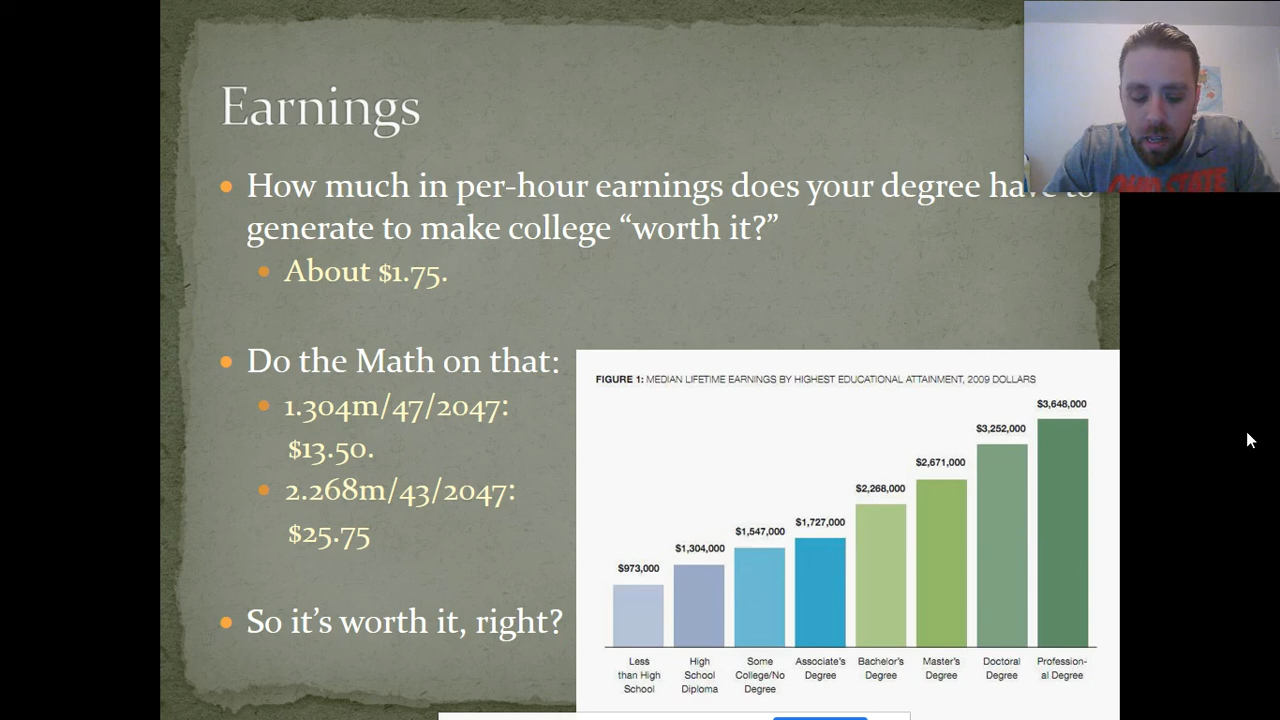 Earnings
How much in per-hour earnings does your degree have to
generate to make college “worth it?”
About $1.75.
Do the Math on that:
1.304m/47/2047:
$13.50.
2.268m/43/2047:
$25.75
So it’s worth it, right?
FIGURE 1: MEDIAN LIFETIME EARNINGS BY HIGHEST EDUCATIONAL ATTAINMENT, 2009 DOLLARS
$973,000
$1,304,000
$1,547,000
$1,727,000
$2,268,000
$2,671,000
$3,252,000
$3,648,000
Less
than High
School
High
School
Diploma
Some
College/No
Degree
Associate's
Degree
Bachelor's
Degree
Master's
Degree
Doctoral
Degree
Profession-
al Degree
OHIO STATE